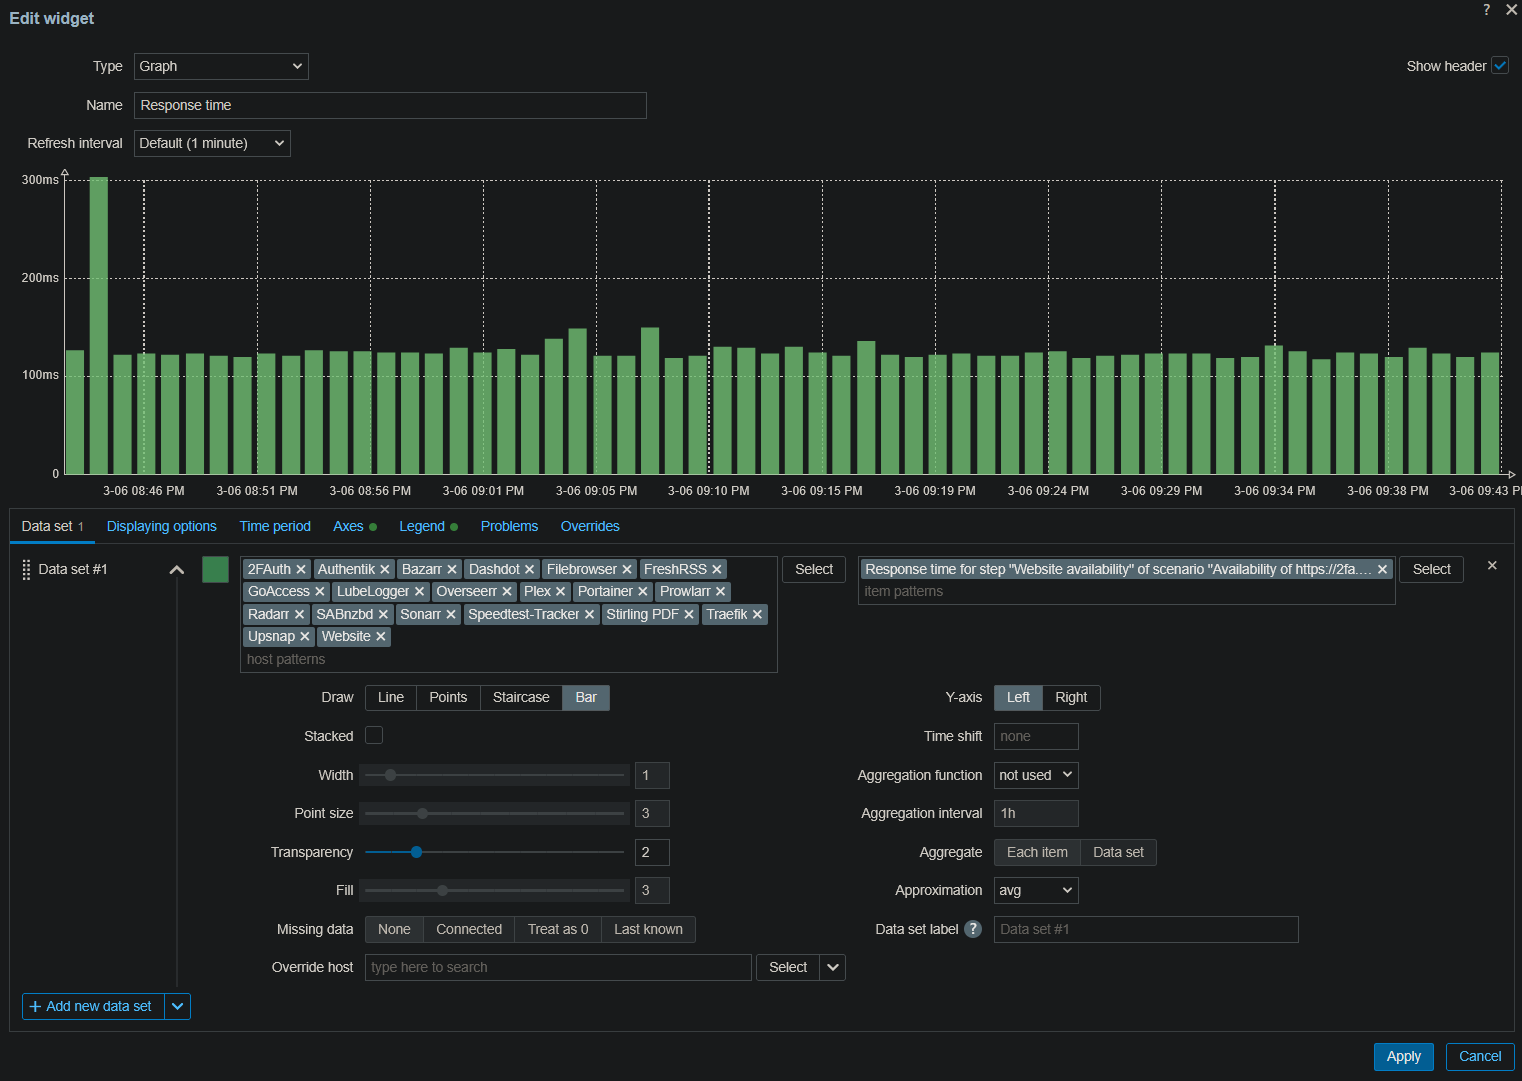 Edit widget
?
Type Graph Show header
Name Response time
Refresh interval Default (1 minute)
300ms
200ms
100ms
0
3-06 08:46 PM 3-06 08:51 PM 3-06 08:56 PM 3-06 09:01 PM 3-06 09:05 PM 3-06 09:10 PM 3-06 09:15 PM 3-06 09:19 PM 3-06 09:24 PM 3-06 09:29 PM 3-06 09:34 PM 3-06 09:38 PM 3-06 09:43 P
Data set 1 Displaying options Time period Axes Legend Problems Overrides
Data set #1
2FAuth Authentik Bazarr Dashdot Filebrowser FreshRSS Select
GoAccess LubeLogger Overseerr Plex Portainer Prowlarr
Radarr SABnzbd Sonarr Speedtest-Tracker Stirling PDF Traefik
Upsnap Website
host patterns
Response time for step "Website availability" of scenario "Availability of https://2fa.... Select
item patterns
Draw Line Points Staircase Bar Y-axis Left Right
Stacked Time shift none
Width 1 Aggregation function not used
Point size 3 Aggregation interval 1h
Transparency 2 Aggregate Each item Data set
Fill 3 Approximation avg
Missing data None Connected Treat as 0 Last known Data set label ? Data set #1
Override host type here to search Select
+ Add new data set
Apply Cancel